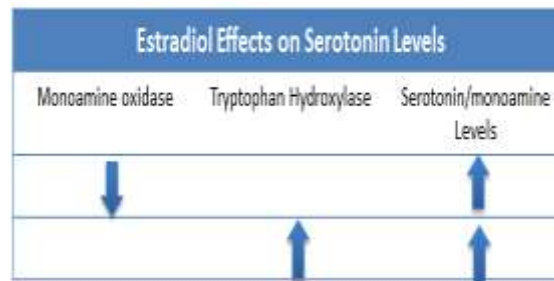 Estradiol Effects on Serotonin Levels
Monoamine oxidase Tryptophan Hydroxylase Serotonin/monoamine
Levels